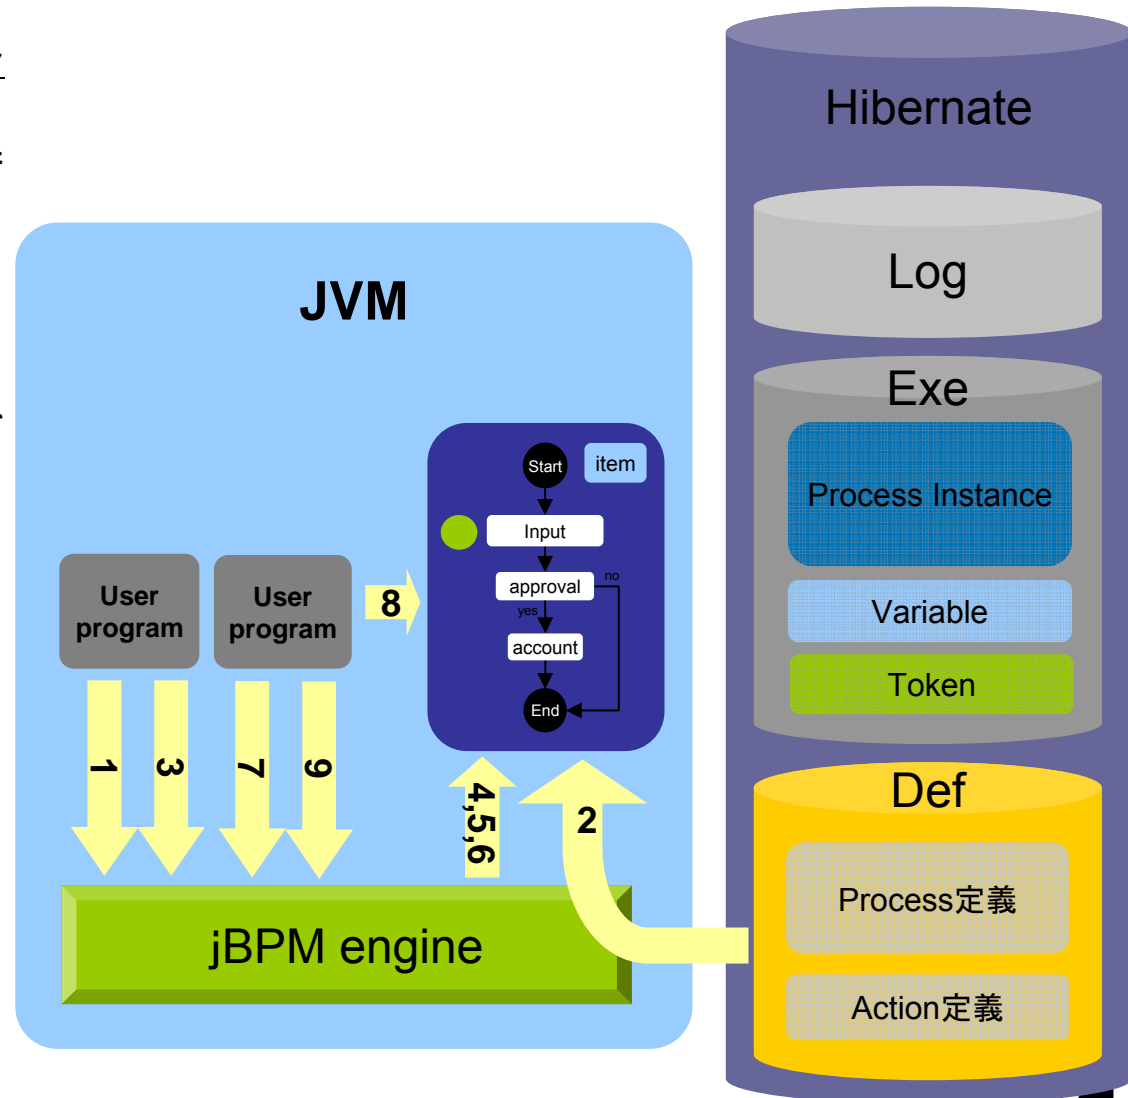 Hibernate
Log
Exe
Process Instance
Variable
Token
Def
Process定義
Action定義
JVM
Start
item
Input
approval
no
yes
account
End
User
program
User
program
8
1
3
7
9
4,5,6
2
jBPM engine